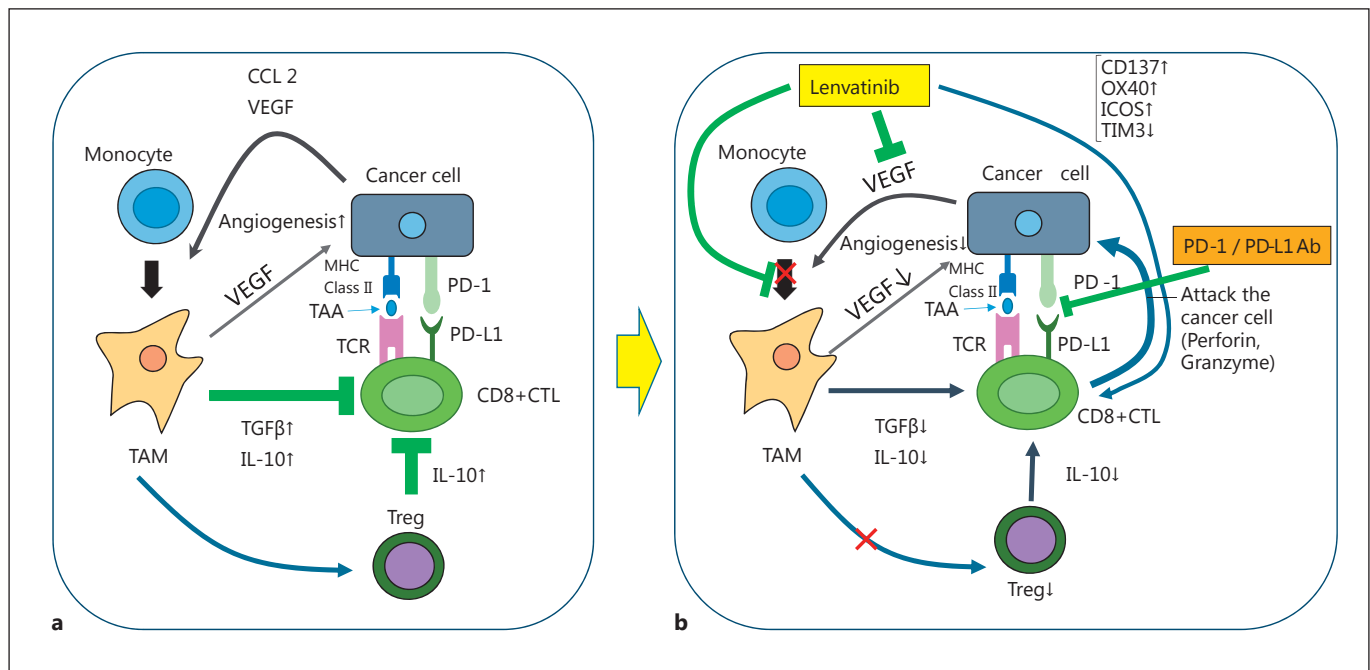 CCL 2
VEGF
Monocyte
Cancer cell
Angiogenesis↑
VEGF
MHC
Class II
PD-1
TAA
TCR
PD-L1
CD8+CTL
TGFβ↑
IL-10↑
TAM
IL-10↑
Treg
a
Lenvatinib
CD137↑
OX40↑
ICOS↑
TIM3↓
Monocyte
VEGF
Cancer cell
Angiogenesis↓
PD-1 / PD-L1 Ab
VEGF↓
MHC
Class II
PD -1
TAA
Attack the
cancer cell
(Perforin,
Granzyme)
TCR
PD-L1
CD8+CTL
TGFβ↓
IL-10↓
TAM
IL-10↓
Treg↓
b